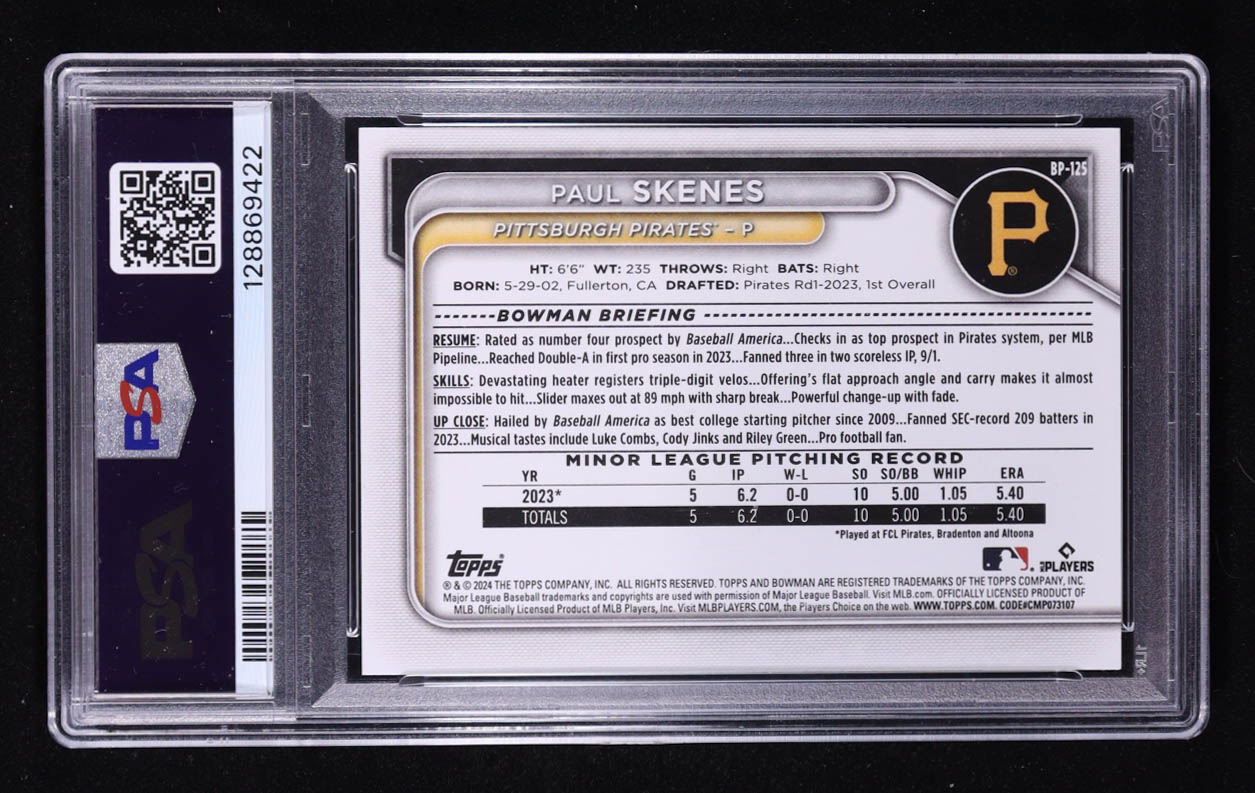 128869422
PSA
PSA
PSA
BP-125
P
®
PAUL SKENES
PITTSBURGH PIRATES™ – P
HT: 6'6" WT: 235 THROWS: Right BATS: Right
BORN: 5-29-02, Fullerton, CA DRAFTED: Pirates Rd1-2023, 1st Overall
BOWMAN BRIEFING
RESUME: Rated as number four prospect by Baseball America...Checks in as top prospect in Pirates system, per MLB
Pipeline...Reached Double-A in first pro season in 2023...Fanned three in two scoreless IP, 9/1.
SKILLS: Devastating heater registers triple-digit velos...Offering's flat approach angle and carry makes it almost
impossible to hit...Slider maxes out at 89 mph with sharp break...Powerful change-up with fade.
UP CLOSE: Hailed by Baseball America as best college starting pitcher since 2009...Fanned SEC-record 209 batters in
2023...Musical tastes include Luke Combs, Cody Jinks and Riley Green...Pro football fan.
MINOR LEAGUE PITCHING RECORD
YR G IP W-L SO SO/BB WHIP ERA
2023* 5 6.2 0-0 10 5.00 1.05 5.40
TOTALS 5 6.2 0-0 10 5.00 1.05 5.40
*Played at FCL Pirates, Bradenton and Altoona
Topps®
MLB PLAYERS
® & © 2024 THE TOPPS COMPANY, INC. ALL RIGHTS RESERVED. TOPPS AND BOWMAN ARE REGISTERED TRADEMARKS OF THE TOPPS COMPANY, INC.
Major League Baseball trademarks and copyrights are used with permission of Major League Baseball. Visit MLB.com. OFFICIALLY LICENSED PRODUCT OF
MLB. Officially Licensed Product of MLB Players, Inc. Visit MLBPLAYERS.COM, the Players Choice on the web. WWW.TOPPS.COM. CODE#CMP073107